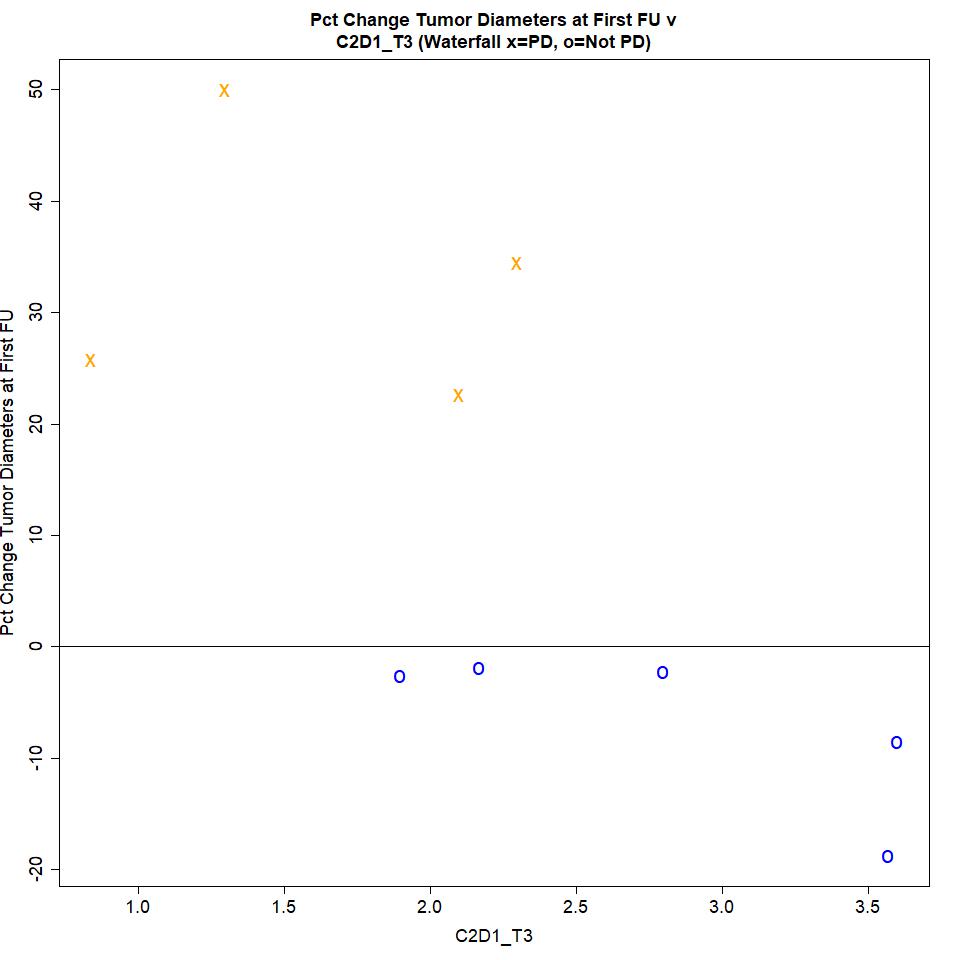 Pct Change Tumor Diameters at First FU v
C2D1_T3 (Waterfall x=PD, o=Not PD)
Pct Change Tumor Diameters at First FU
50
40
30
20
10
0
-10
-20
X
X
X
X
O
O
O
O
O
1.0 1.5 2.0 2.5 3.0 3.5
C2D1_T3